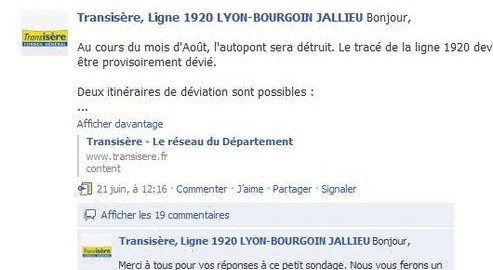 Transisère
CONSEIL GÉNÉRAL
Transisère, Ligne 1920 LYON-BOURGOIN JALLIEU Bonjour,
Au cours du mois d'Août, l'autopont sera détruit. Le tracé de la ligne 1920 dev
être provisoirement dévié.
Deux itinéraires de déviation sont possibles :
...
Afficher davantage
Transisère - Le réseau du Département
www.transisere.fr
content
21 juin, à 12:16 · Commenter · J'aime · Partager · Signaler
Afficher les 19 commentaires
Transisère
Transisère, Ligne 1920 LYON-BOURGOIN JALLIEU Bonjour,
Merci à tous pour vos réponses à ce petit sondage. Nous vous ferons un